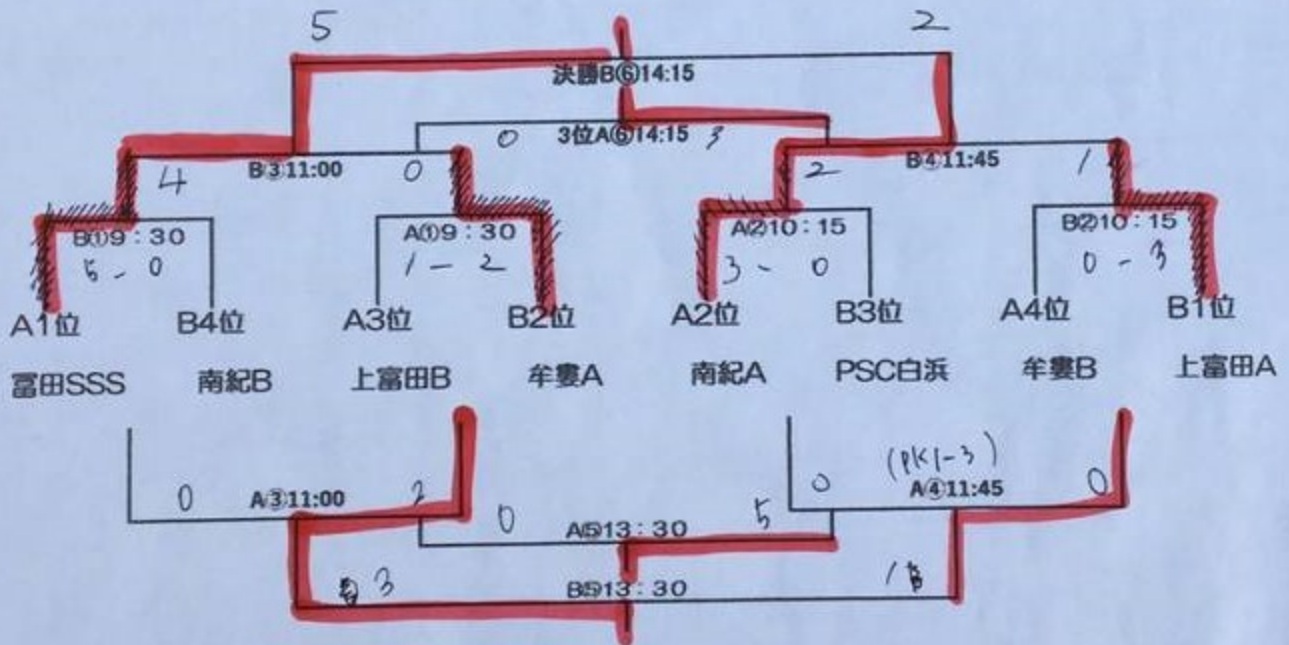 5 2
決勝B⑥14:15
0 3位A⑥14:15 3
4 B③11:00 0 2 B④11:45 1
B①9:30 A①9:30 A②10:15 B②10:15
5 - 0 1 - 2 3 - 0 0 - 3
A1位 B4位 A3位 B2位 A2位 B3位 A4位 B1位
冨田SSS 南紀B 上富田B 牟婁A 南紀A PSC白浜 牟婁B 上富田A
(PK1-3)
0 A③11:00 2 0 A④11:45 0
0 A⑤13:30 5
3 B⑤13:30 1